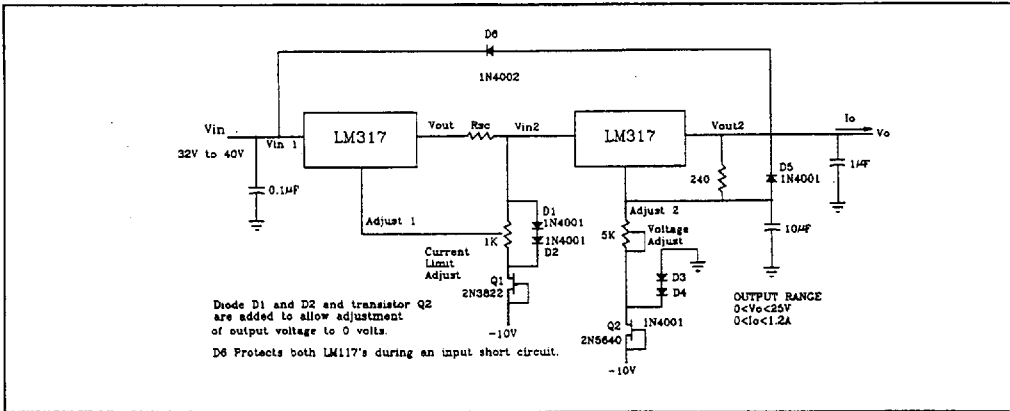 D6
1N4002
Vin
32V to 40V
Vin 1
LM317
Vout
Rsc
Vin2
LM317
Vout2
Io
Vo
0.1μF
240
D5
1N4001
1μF
Adjust 1
D1
1N4001
1K
1N4001
D2
Current
Limit
Adjust
Adjust 2
5K
Voltage
Adjust
10μF
Q1
2N3822
-10V
D3
D4
OUTPUT RANGE
0<Vo<25V
0<Io<1.2A
Q2
1N4001
2N5640
-10V
Diode D1 and D2 and transistor Q2
are added to allow adjustment
of output voltage to 0 volts.
D6 Protects both LM117's during an input short circuit.